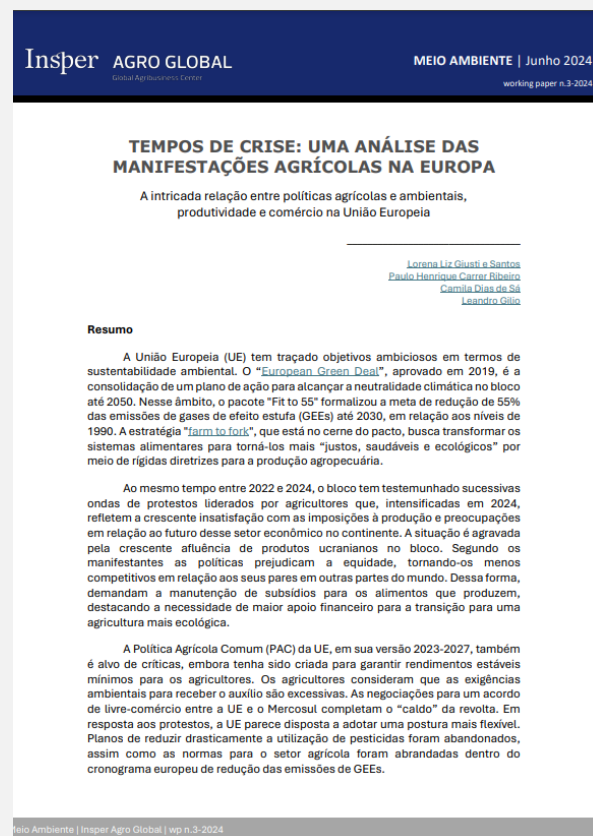 Insper AGRO GLOBAL
Global Agribusiness Center
MEIO AMBIENTE | Junho 2024
working paper n.3-2024
TEMPOS DE CRISE: UMA ANÁLISE DAS
MANIFESTAÇÕES AGRÍCOLAS NA EUROPA
A intricada relação entre políticas agrícolas e ambientais,
produtividade e comércio na União Europeia
Lorena Liz Giusti e Santos
Paulo Henrique Carrer Ribeiro
Camila Dias de Sá
Leandro Gilio
Resumo
A União Europeia (UE) tem traçado objetivos ambiciosos em termos de
sustentabilidade ambiental. O “European Green Deal”, aprovado em 2019, é a
consolidação de um plano de ação para alcançar a neutralidade climática no bloco
até 2050. Nesse âmbito, o pacote "Fit to 55" formalizou a meta de redução de 55%
das emissões de gases de efeito estufa (GEEs) até 2030, em relação aos níveis de
1990. A estratégia "farm to fork", que está no cerne do pacto, busca transformar os
sistemas alimentares para torná-los mais “justos, saudáveis e ecológicos” por
meio de rígidas diretrizes para a produção agropecuária.
Ao mesmo tempo entre 2022 e 2024, o bloco tem testemunhado sucessivas
ondas de protestos liderados por agricultores que, intensificadas em 2024,
refletem a crescente insatisfação com as imposições à produção e preocupações
em relação ao futuro desse setor econômico no continente. A situação é agravada
pela crescente afluência de produtos ucranianos no bloco. Segundo os
manifestantes as políticas prejudicam a equidade, tornando-os menos
competitivos em relação aos seus pares em outras partes do mundo. Dessa forma,
demandam a manutenção de subsídios para os alimentos que produzem,
destacando a necessidade de maior apoio financeiro para a transição para uma
agricultura mais ecológica.
A Política Agrícola Comum (PAC) da UE, em sua versão 2023-2027, também
é alvo de críticas, embora tenha sido criada para garantir rendimentos estáveis
mínimos para os agricultores. Os agricultores consideram que as exigências
ambientais para receber o auxílio são excessivas. As negociações para um acordo
de livre-comércio entre a UE e o Mercosul completam o “caldo” da revolta. Em
resposta aos protestos, a UE parece disposta a adotar uma postura mais flexível.
Planos de reduzir drasticamente a utilização de pesticidas foram abandonados,
assim como as normas para o setor agrícola foram abrandadas dentro do
cronograma europeu de redução das emissões de GEEs.
Meio Ambiente | Insper Agro Global | wp n.3-2024